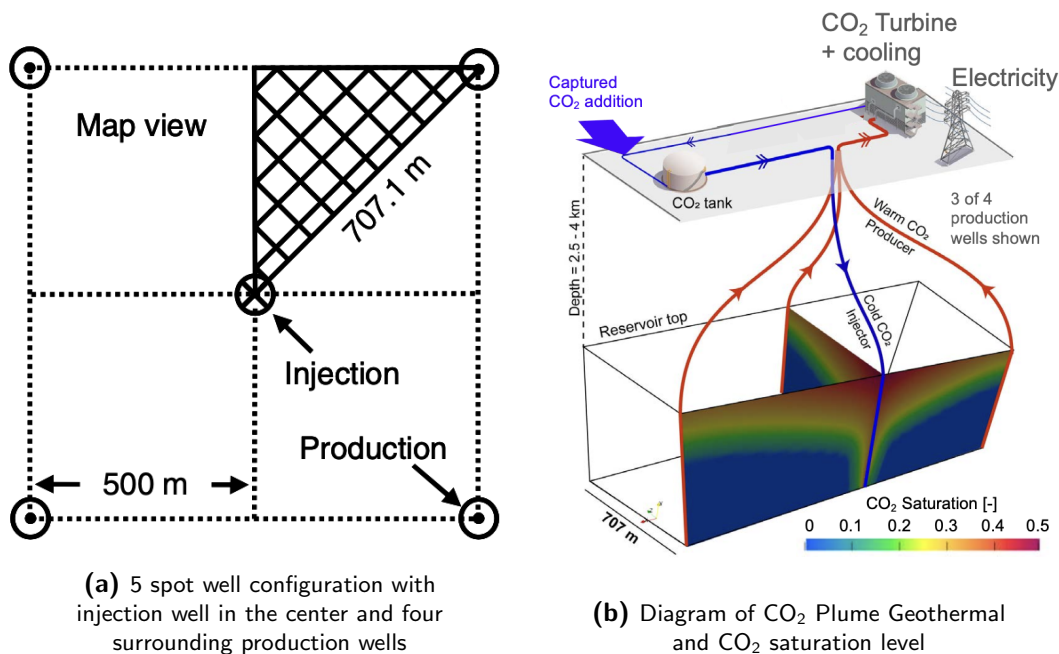 Map view
707.1 m
Injection
Production
500 m
(a) 5 spot well configuration with
injection well in the center and four
surrounding production wells
CO₂ Turbine
+ cooling
Electricity
Captured
CO₂ addition
CO₂ tank
3 of 4
production
wells shown
Warm CO₂
Producer
Depth = 2.5 - 4 km
Cold CO₂
Injector
Reservoir top
707 m
CO₂ Saturation [-]
0 0.1 0.2 0.3 0.4 0.5
(b) Diagram of CO₂ Plume Geothermal
and CO₂ saturation level